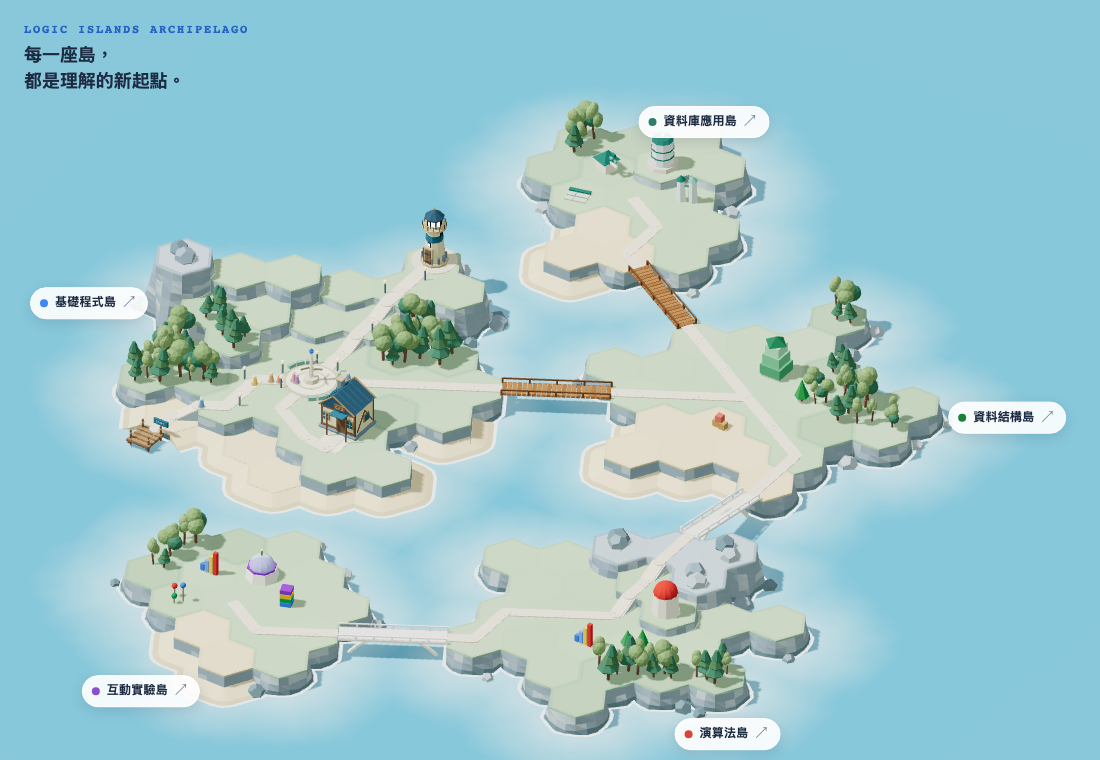 LOGIC ISLANDS ARCHIPELAGO
每一座島，
都是理解的新起點。
資料庫應用島 ↗
基礎程式島 ↗
資料結構島 ↗
互動實驗島 ↗
演算法島 ↗